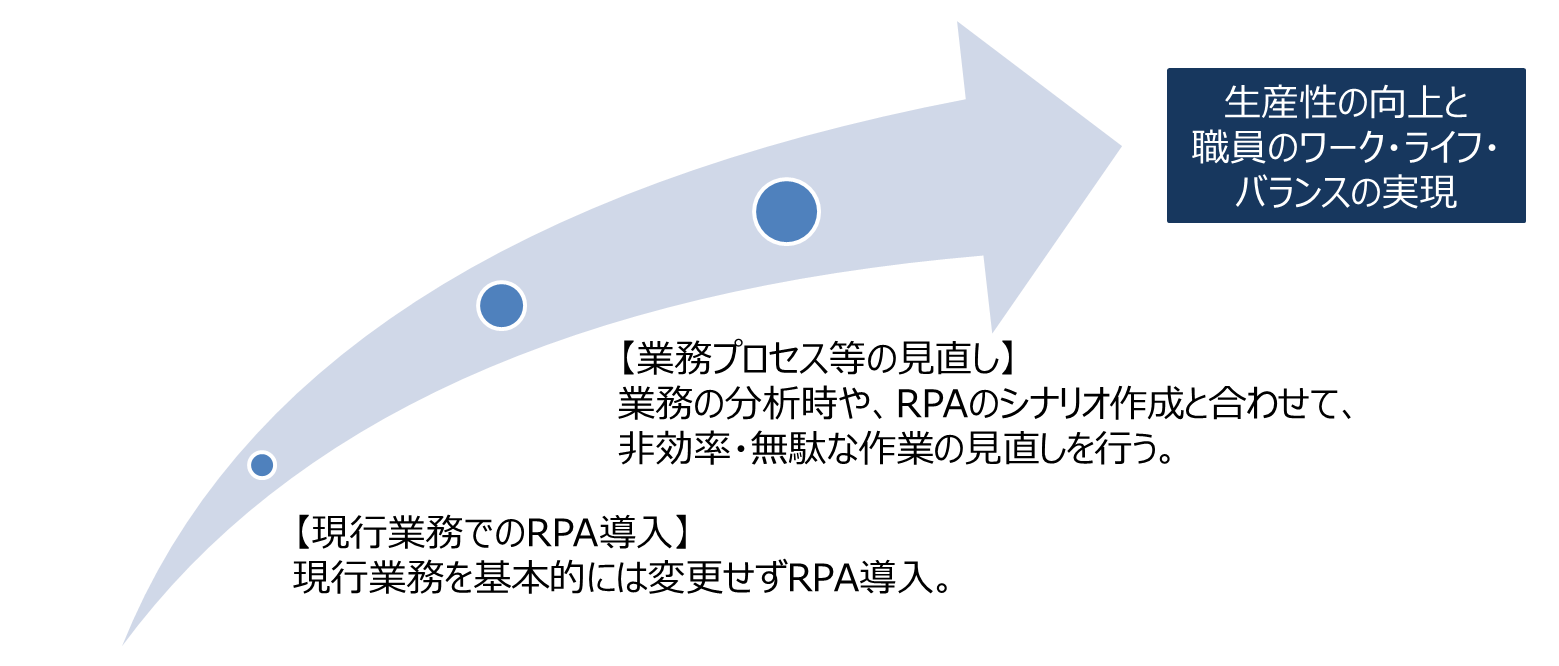 生産性の向上と
職員のワーク・ライフ・
バランスの実現
【業務プロセス等の見直し】
業務の分析時や、RPAのシナリオ作成と合わせて、
非効率・無駄な作業の見直しを行う。
【現行業務でのRPA導入】
現行業務を基本的には変更せずRPA導入。